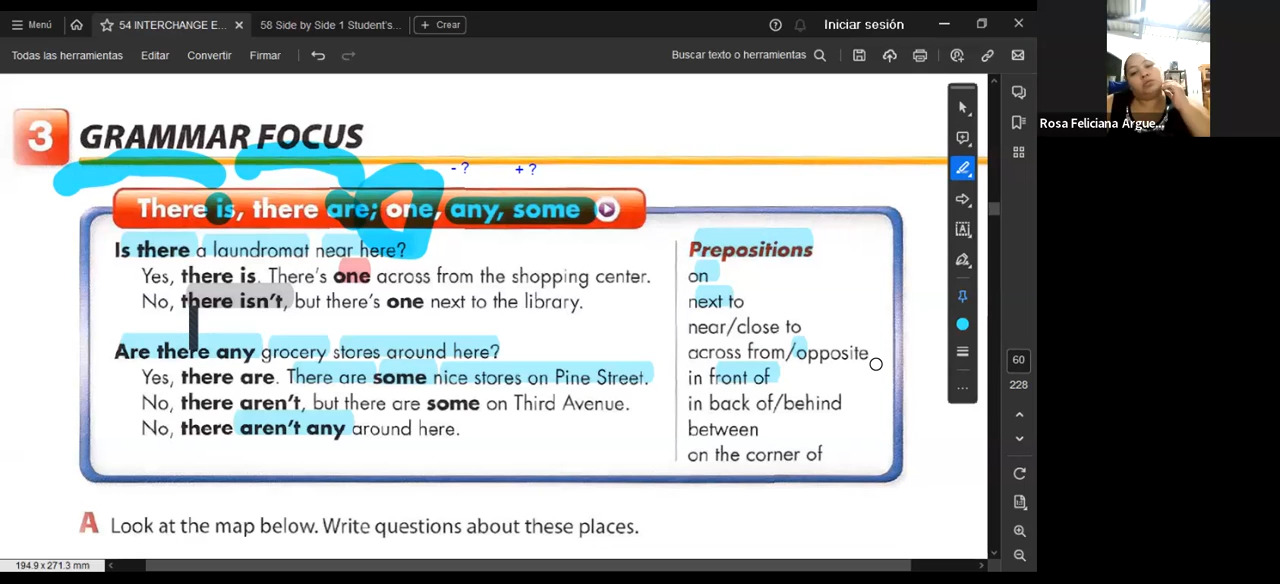 Menú
54 INTERCHANGE E...
58 Side by Side 1 Student's...
+ Crear
Iniciar sesión
Todas las herramientas
Editar
Convertir
Firmar
Buscar texto o herramientas
Rosa Feliciana Argue...
3 GRAMMAR FOCUS
- ?
+ ?
There is, there are; one, any, some
Is there a laundromat near here?
Yes, there is. There's one across from the shopping center.
No, there isn't, but there's one next to the library.
Are there any grocery stores around here?
Yes, there are. There are some nice stores on Pine Street.
No, there aren't, but there are some on Third Avenue.
No, there aren't any around here.
Prepositions
on
next to
near/close to
across from/opposite
in front of
in back of/behind
between
on the corner of
60
228
A Look at the map below. Write questions about these places.
194.9 x 271.3 mm